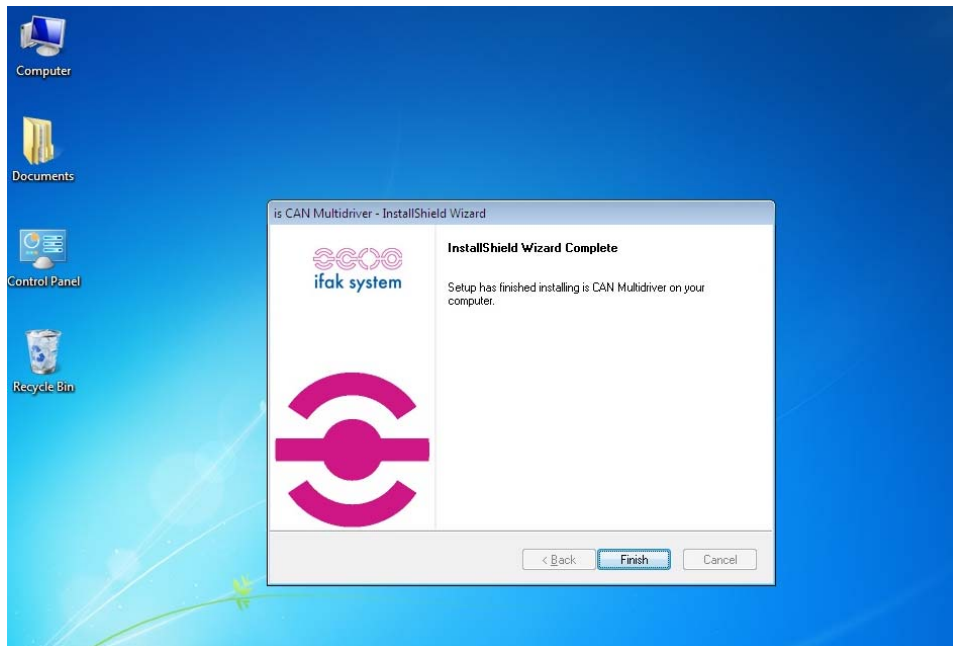 Computer
Documents
Control Panel
Recycle Bin
is CAN Multidriver - InstallShield Wizard
ifak system
InstallShield Wizard Complete
Setup has finished installing is CAN Multidriver on your
computer.
< Back
Finish
Cancel